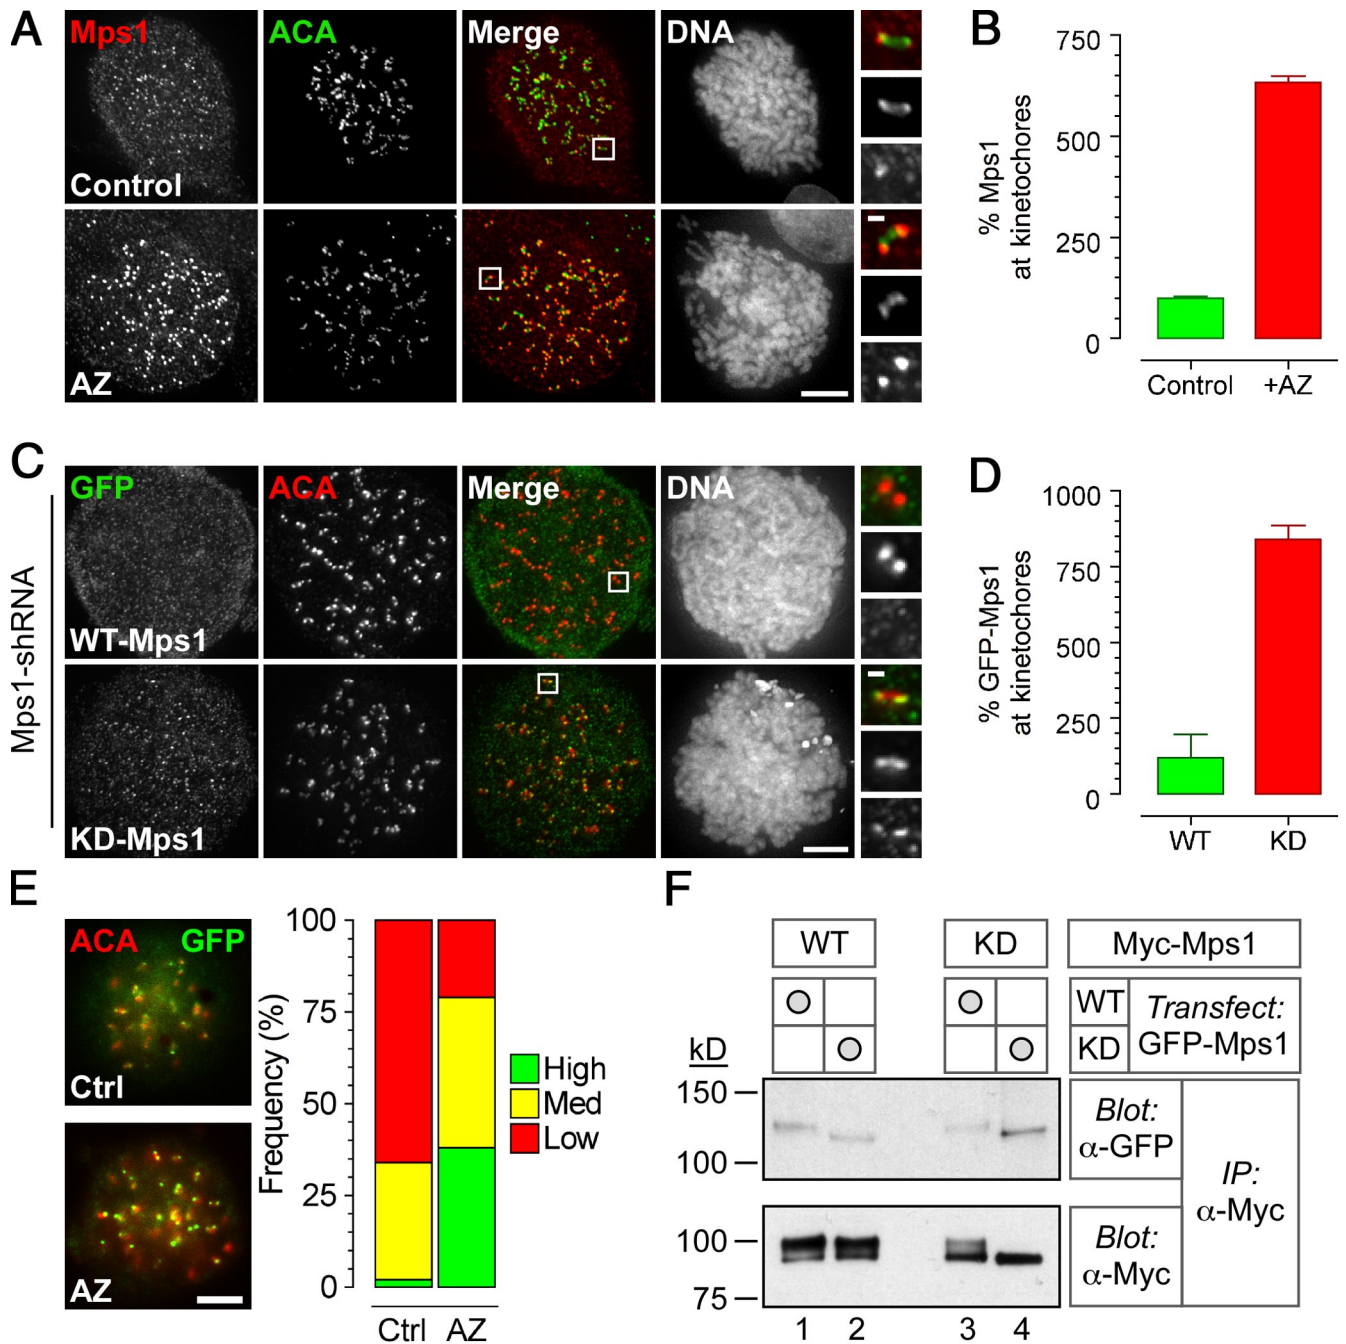 A
Mps1
ACA
Merge
DNA
Control
AZ
B
750
500
250
0
% Mps1
at kinetochores
Control
+AZ
C
Mps1-shRNA
GFP
ACA
Merge
DNA
WT-Mps1
KD-Mps1
D
1000
750
500
250
0
% GFP-Mps1
at kinetochores
WT
KD
E
ACA
GFP
Ctrl
AZ
Frequency (%)
100
75
50
25
0
High
Med
Low
Ctrl
AZ
F
WT
KD
Myc-Mps1
WT
KD
Transfect:
GFP-Mps1
kD
150
100
Blot:
α-GFP
100
75
Blot:
α-Myc
IP:
α-Myc
1
2
3
4